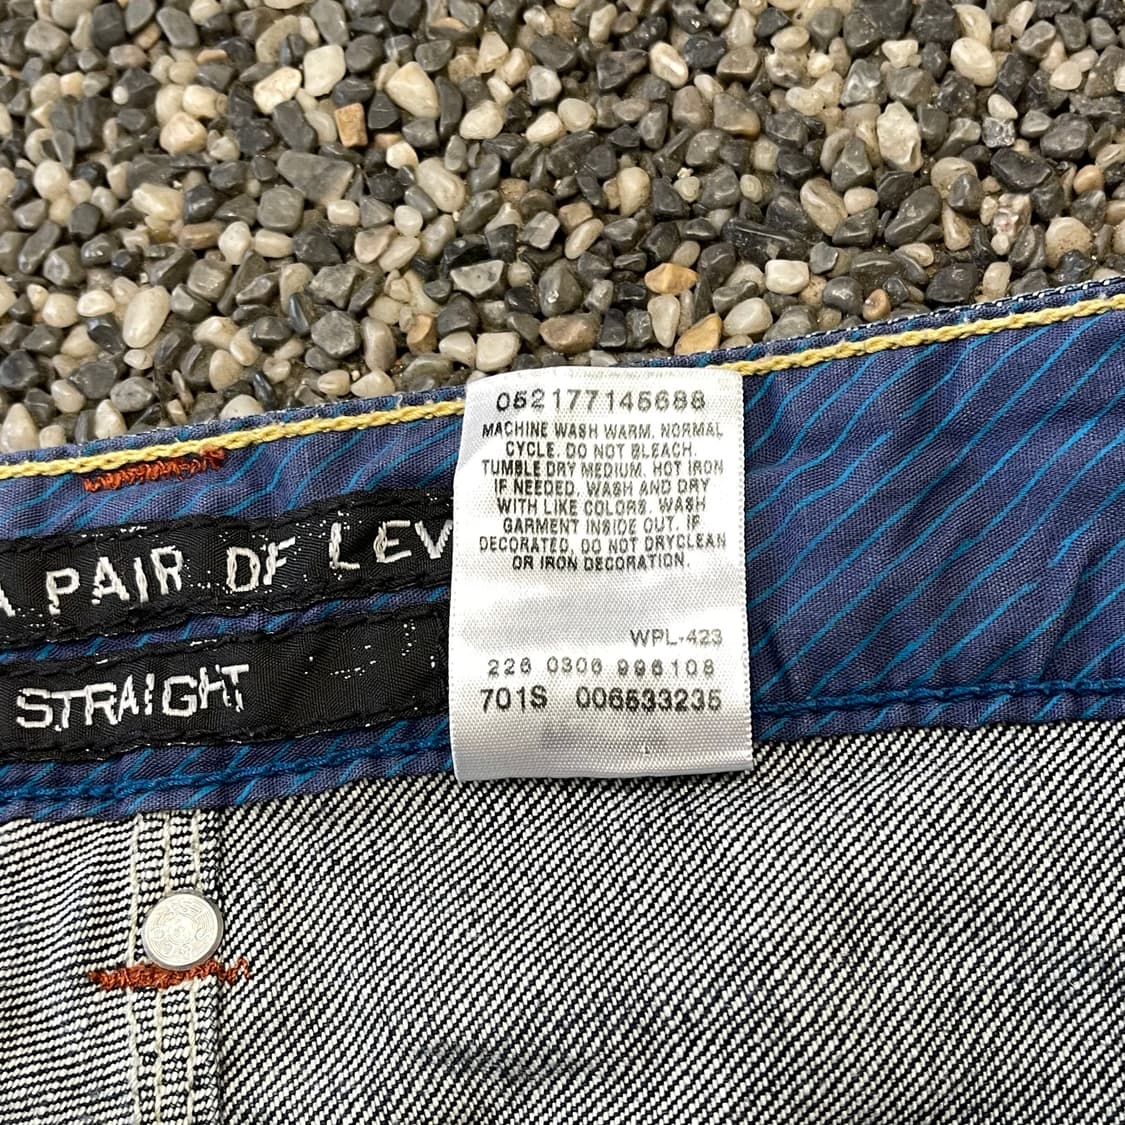 052177145688
MACHINE WASH WARM. NORMAL
CYCLE. DO NOT BLEACH.
TUMBLE DRY MEDIUM. HOT IRON
IF NEEDED. WASH AND DRY
WITH LIKE COLORS. WASH
GARMENT INSIDE OUT. IF
DECORATED, DO NOT DRYCLEAN
OR IRON DECORATION.
WPL-423
226 0306 996108
701S 006533235
A PAIR OF LEV
STRAIGHT